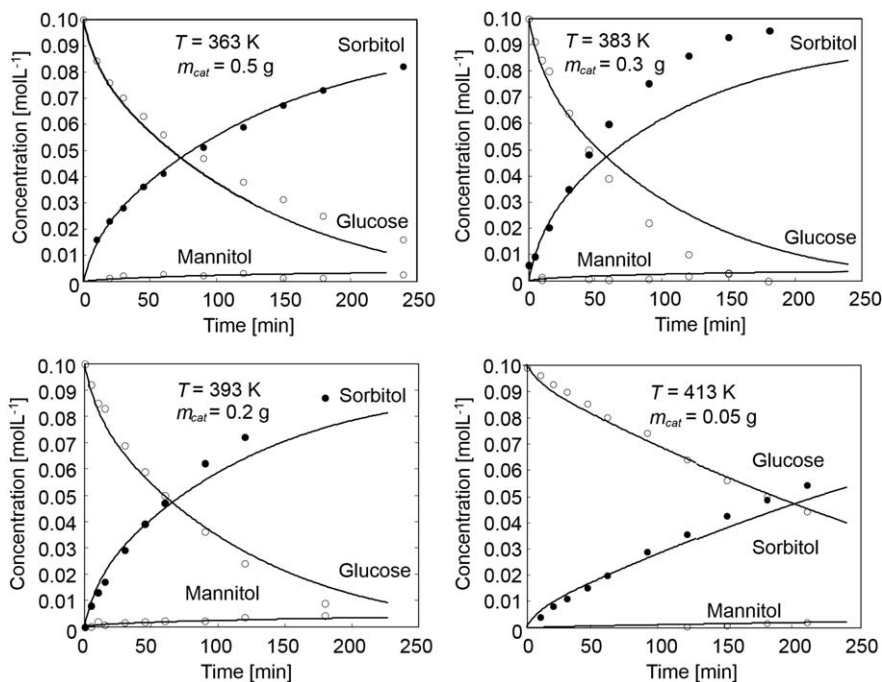 Concentration [molL-1]
0.10
0.09
0.08
0.07
0.06
0.05
0.04
0.03
0.02
0.01
0
T = 363 K
mcat = 0.5 g
Sorbitol
Glucose
Mannitol
0 50 100 150 200 250
Time [min]
Concentration [molL-1]
0.10
0.09
0.08
0.07
0.06
0.05
0.04
0.03
0.02
0.01
0
T = 383 K
mcat = 0.3 g
Sorbitol
Glucose
Mannitol
0 50 100 150 200 250
Time [min]
Concentration [molL-1]
0.10
0.09
0.08
0.07
0.06
0.05
0.04
0.03
0.02
0.01
0
T = 393 K
mcat = 0.2 g
Sorbitol
Glucose
Mannitol
0 50 100 150 200 250
Time [min]
Concentration [molL-1]
0.10
0.09
0.08
0.07
0.06
0.05
0.04
0.03
0.02
0.01
0
T = 413 K
mcat = 0.05 g
Glucose
Sorbitol
Mannitol
0 50 100 150 200 250
Time [min]